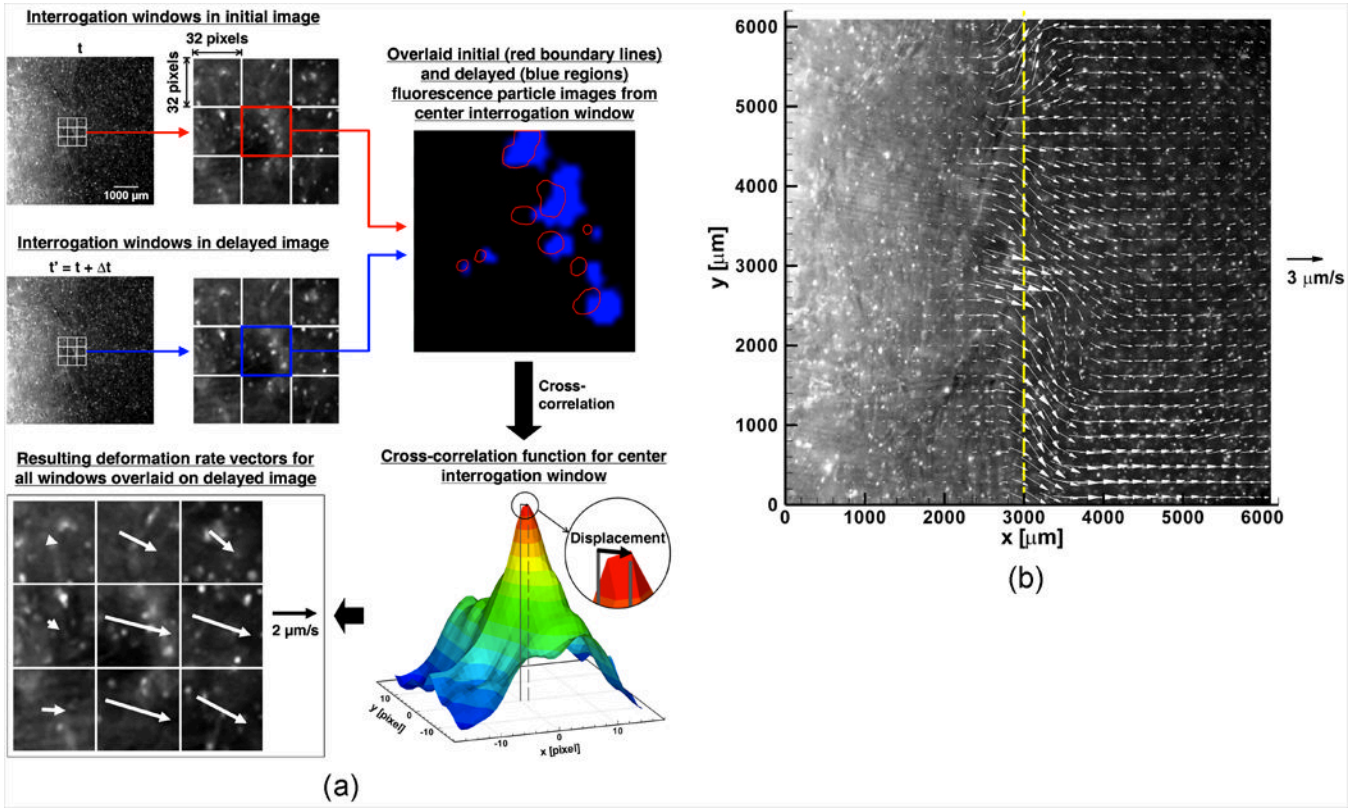 Interrogation windows in initial image
t
32 pixels
32 pixels
1000 µm
Overlaid initial (red boundary lines)
and delayed (blue regions)
fluorescence particle images from
center interrogation window
Interrogation windows in delayed image
t' = t + Δt
Cross-
correlation
Resulting deformation rate vectors for
all windows overlaid on delayed image
2 µm/s
Cross-correlation function for center
interrogation window
Displacement
10
0
-10
y [pixel]
-10
0
10
x [pixel]
(a)
6000
5000
4000
3000
2000
1000
0
y [µm]
0
1000
2000
3000
4000
5000
6000
x [µm]
3 µm/s
(b)